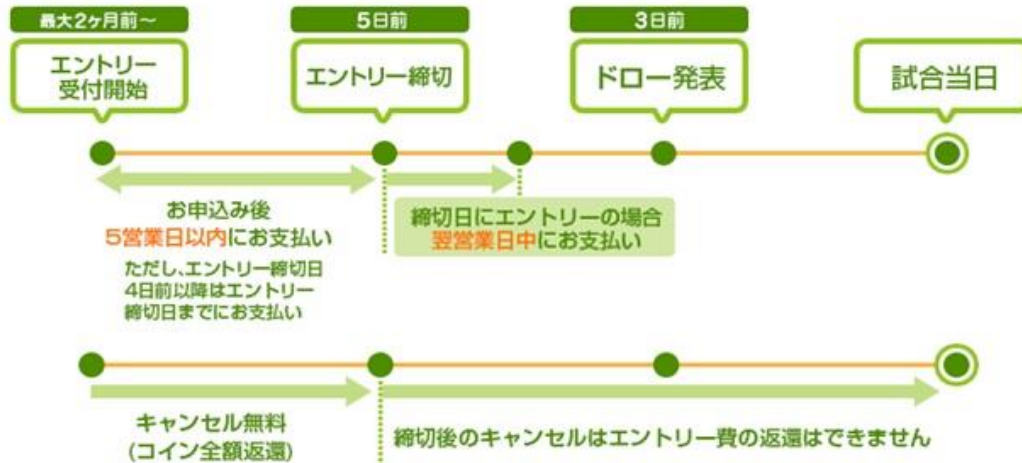 最大2ヶ月前～
5日前
3日前
エントリー
受付開始
エントリー締切
ドロー発表
試合当日
お申込み後
5営業日以内にお支払い
ただし、エントリー締切日
4日前以降はエントリー
締切日までにお支払い
締切日にエントリーの場合
翌営業日中にお支払い
キャンセル無料
(コイン全額返還)
締切後のキャンセルはエントリー費の返還はできません